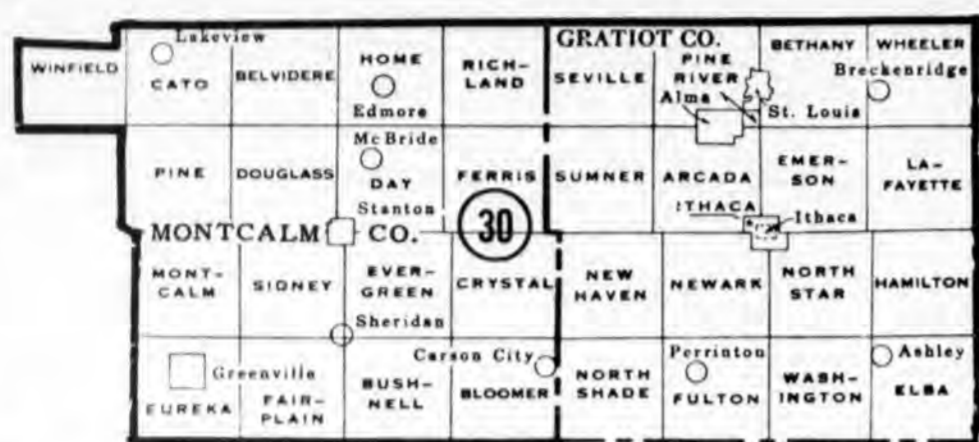 Lakeview
GRATIOT CO.
BETHANY
WHEELER
WINFIELD
CATO
BELVIDERE
HOME
Edmore
RICH-
LAND
SEVILLE
PINE
RIVER
Alma
St. Louis
Breckenridge
McBride
PINE
DOUGLASS
DAY
FERRIS
SUMNER
ARCADA
EMER-
SON
LA-
FAYETTE
Stanton
30
ITHACA
Ithaca
MONTCALM CO.
MONT-
CALM
SIDNEY
EVER-
GREEN
CRYSTAL
NEW
HAVEN
NEWARK
NORTH
STAR
HAMILTON
Sheridan
Greenville
Carson City
Perrinton
Ashley
EUREKA
FAIR-
PLAIN
BUSH-
NELL
BLOOMER
NORTH
SHADE
FULTON
WASH-
INGTON
ELBA